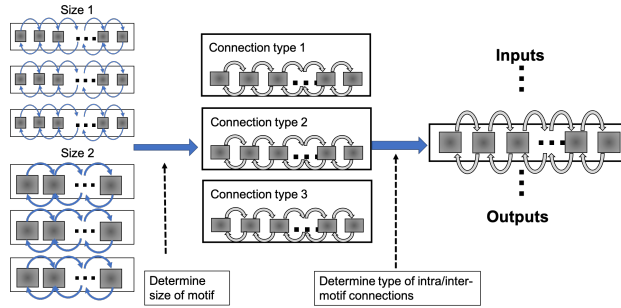 Size 1
Size 2
Connection type 1
Connection type 2
Connection type 3
Inputs
Outputs
Determine
size of motif
Determine type of intra/inter-
motif connections